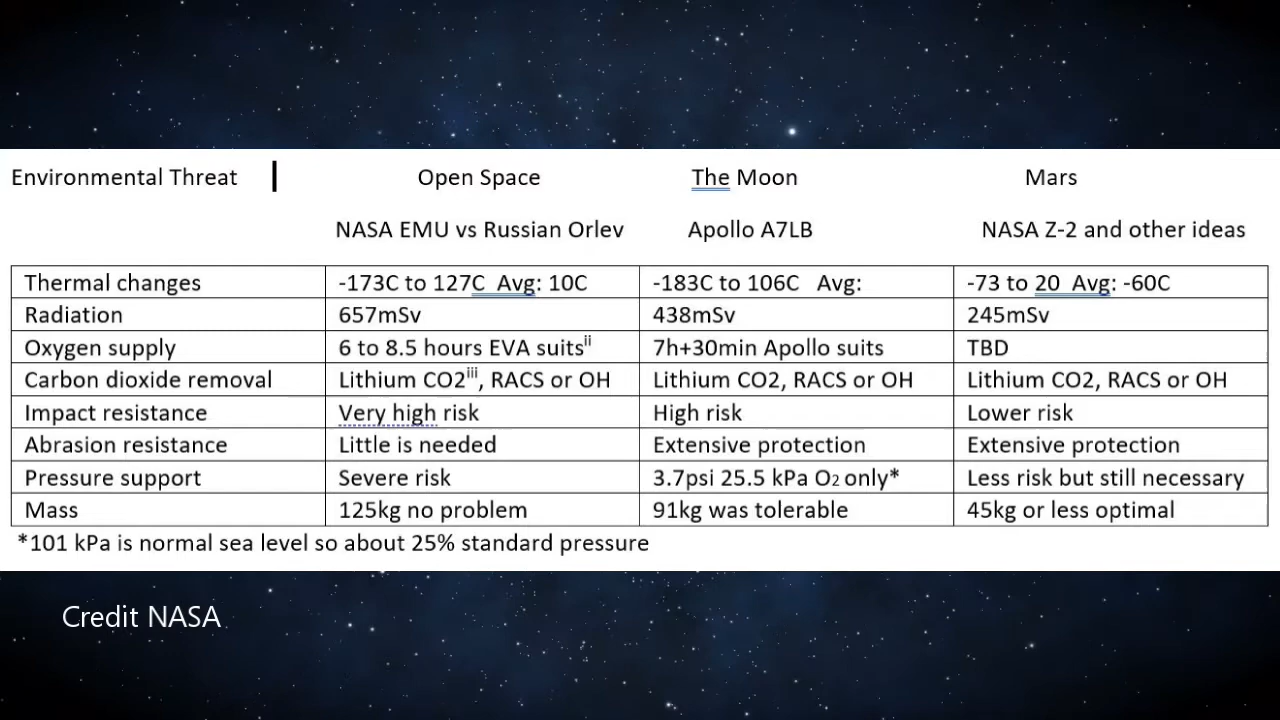 Environmental Threat Open Space The Moon Mars
NASA EMU vs Russian Orlev Apollo A7LB NASA Z-2 and other ideas
Thermal changes -173C to 127C Avg: 10C -183C to 106C Avg: -73 to 20 Avg: -60C
Radiation 657mSv 438mSv 245mSv
Oxygen supply 6 to 8.5 hours EVA suitsⁱⁱ 7h+30min Apollo suits TBD
Carbon dioxide removal Lithium CO2ⁱⁱⁱ, RACS or OH Lithium CO2, RACS or OH Lithium CO2, RACS or OH
Impact resistance Very high risk High risk Lower risk
Abrasion resistance Little is needed Extensive protection Extensive protection
Pressure support Severe risk 3.7psi 25.5 kPa O₂ only* Less risk but still necessary
Mass 125kg no problem 91kg was tolerable 45kg or less optimal
*101 kPa is normal sea level so about 25% standard pressure
Credit NASA